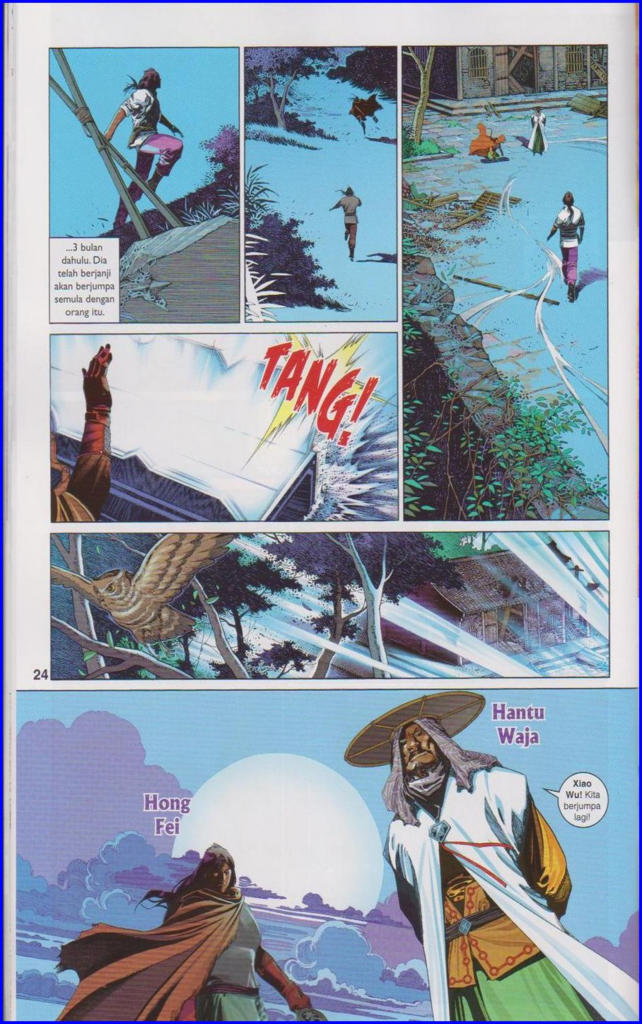 ...3 bulan
dahulu. Dia
telah berjanji
akan berjumpa
semula dengan
orang itu.
TANG!
24
Hantu
Waja
Xiao
Wu! Kita
berjumpa
lagi!
Hong
Fei